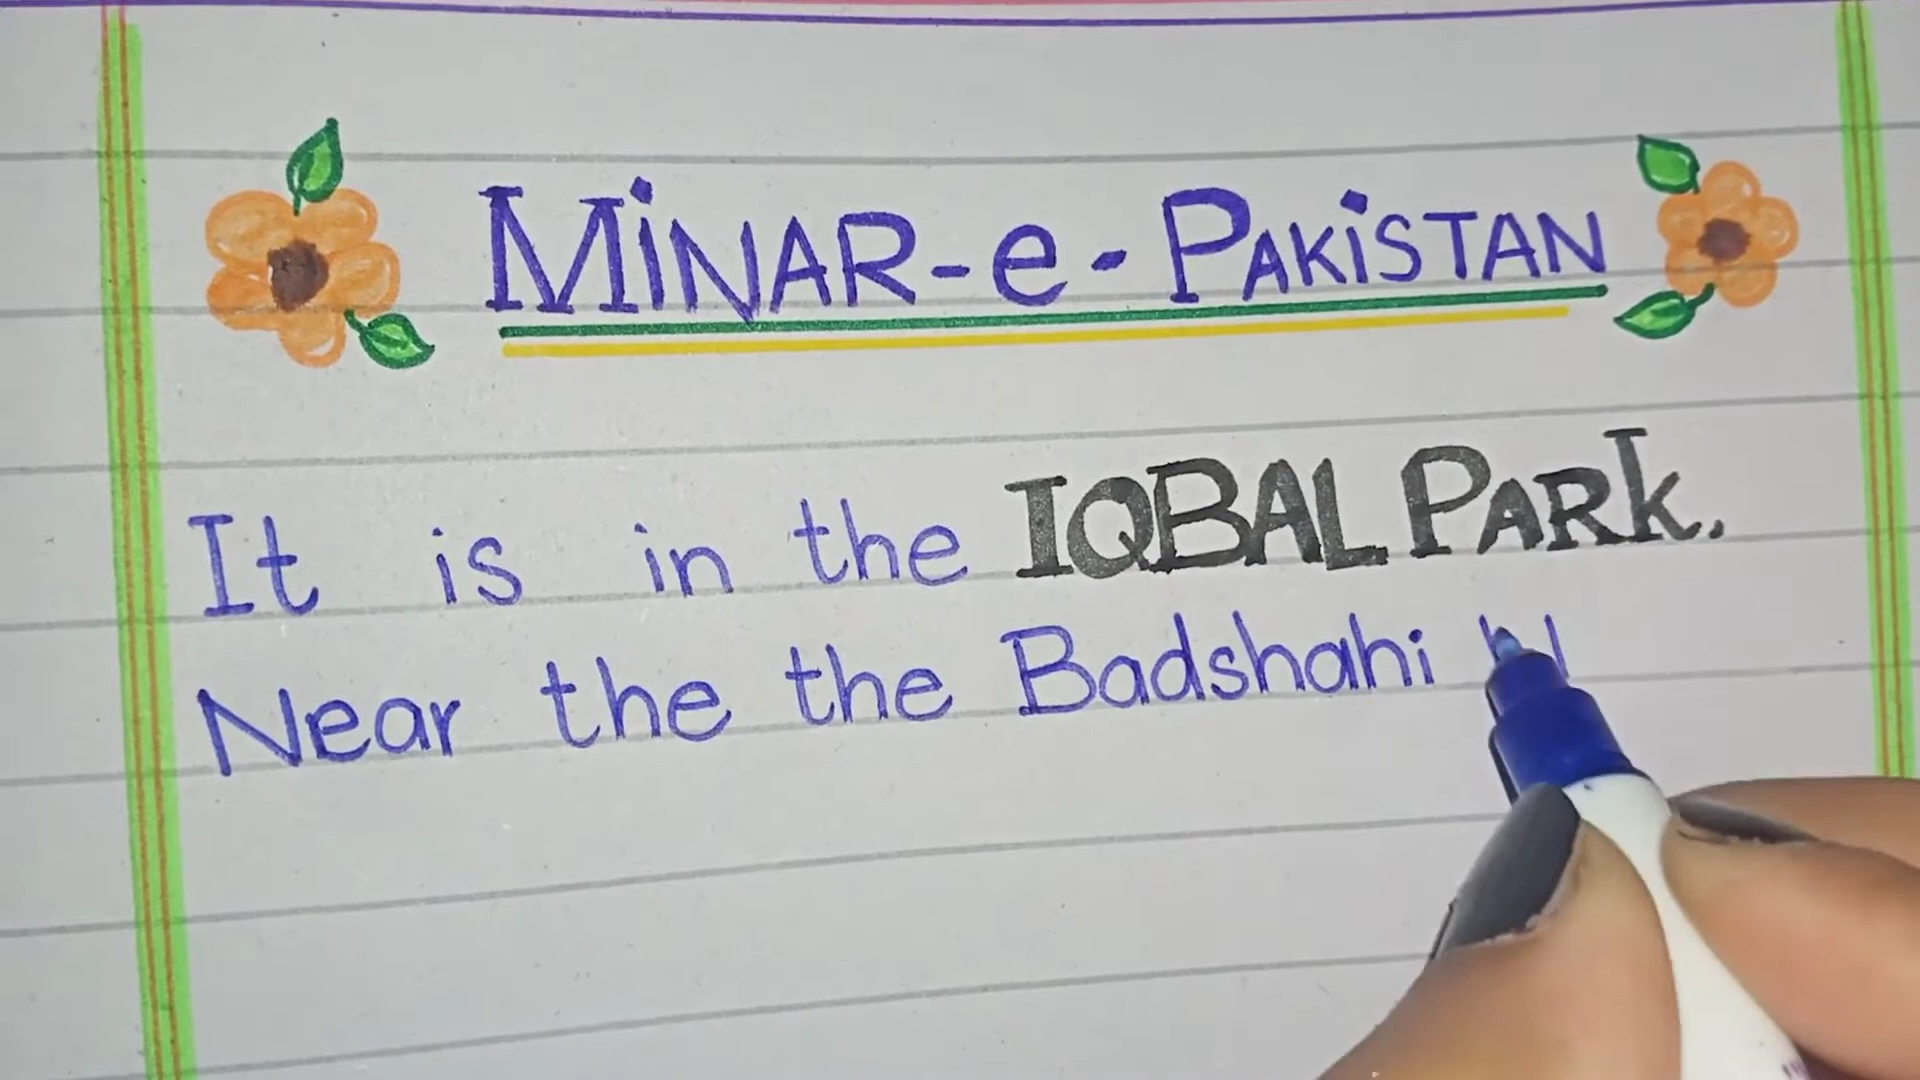 MiNAR-e-PAKiSTAN
It is in the IQBAL PARk.
Near the the Badshahi